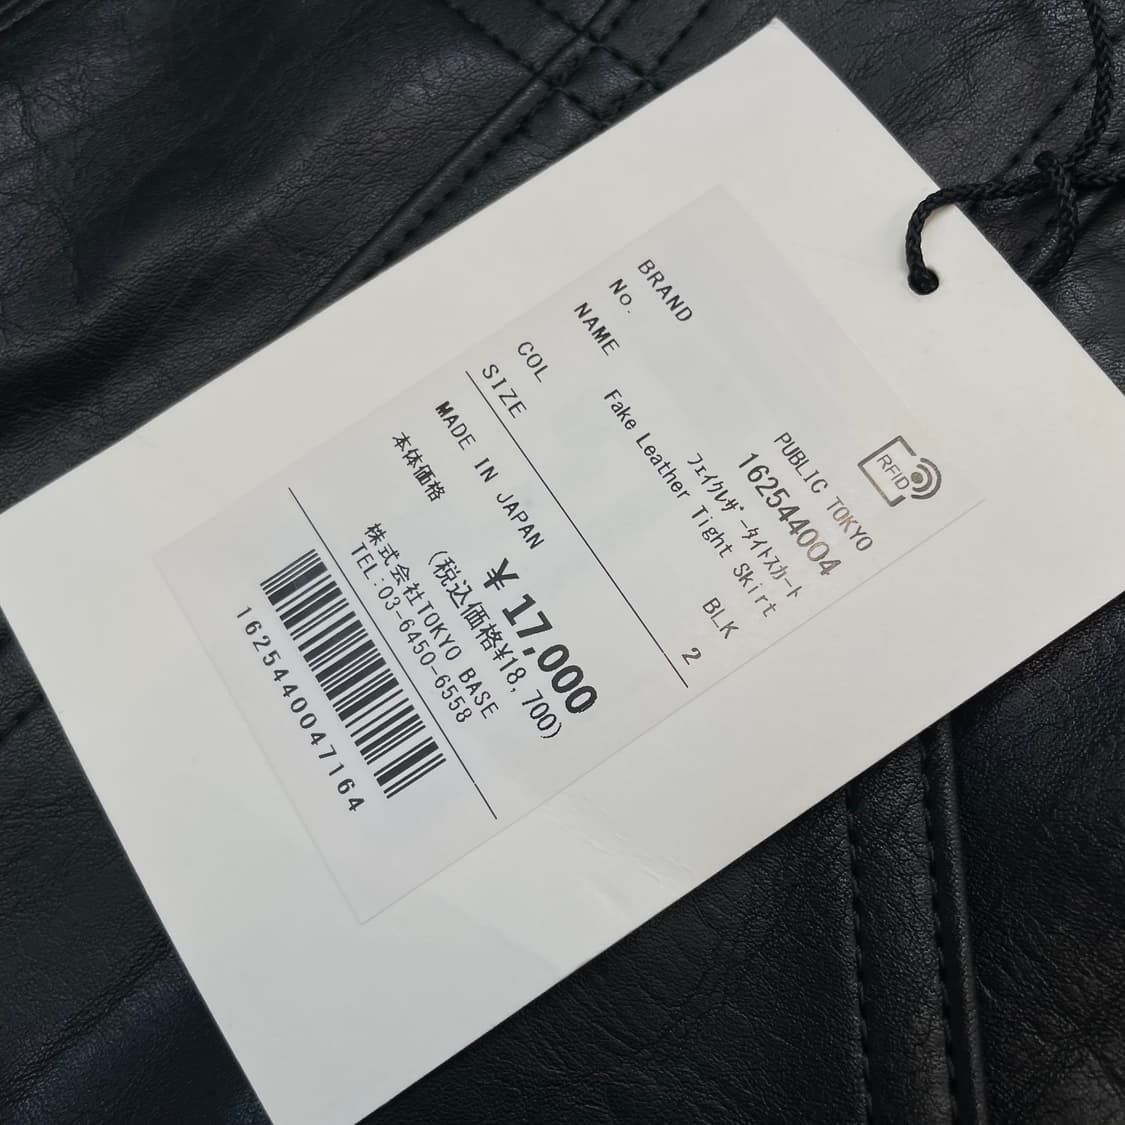 RFID
BRAND PUBLIC TOKYO
No. 162544004
NAME フェイクレザータイトスカート
Fake Leather Tight Skirt
COL BLK
SIZE 2
MADE IN JAPAN
本体価格 ¥17,000
(税込価格¥18,700)
株式会社TOKYO BASE
TEL:03-6450-6558
1625440047164